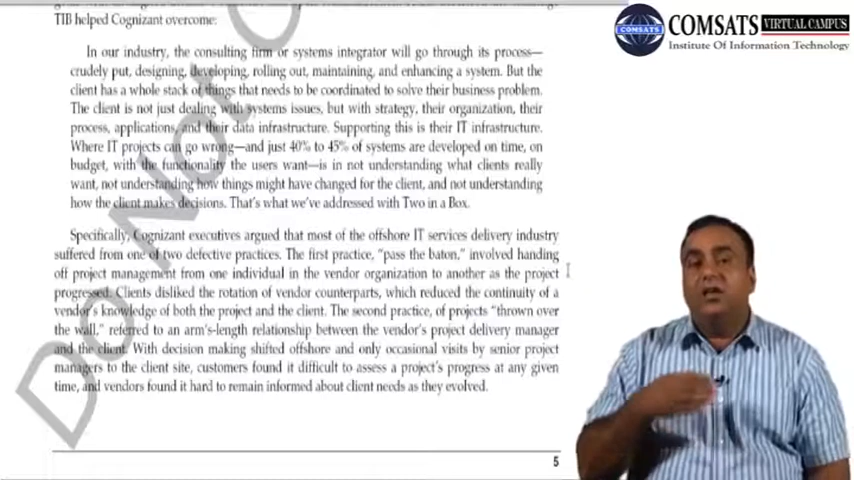 TIB helped Cognizant overcome:
COMSATS VIRTUAL CAMPUS
Institute Of Information Technology
In our industry, the consulting firm or systems integrator will go through its process—
crudely put, designing, developing, rolling out, maintaining, and enhancing a system. But the
client has a whole stack of things that needs to be coordinated to solve their business problem.
The client is not just dealing with systems issues, but with strategy, their organization, their
process, applications, and their data infrastructure. Supporting this is their IT infrastructure.
Where IT projects can go wrong—and just 40% to 45% of systems are developed on time, on
budget, with the functionality the users want—is in not understanding what clients really
want, not understanding how things might have changed for the client, and not understanding
how the client makes decisions. That's what we've addressed with Two in a Box.
Specifically, Cognizant executives argued that most of the offshore IT services delivery industry
suffered from one of two defective practices. The first practice, "pass the baton," involved handing
off project management from one individual in the vendor organization to another as the project
progressed. Clients disliked the rotation of vendor counterparts, which reduced the continuity of a
vendor's knowledge of both the project and the client. The second practice, of projects "thrown over
the wall," referred to an arm's-length relationship between the vendor's project delivery manager
and the client. With decision making shifted offshore and only occasional visits by senior project
managers to the client site, customers found it difficult to assess a project's progress at any given
time, and vendors found it hard to remain informed about client needs as they evolved.
5
Do Not